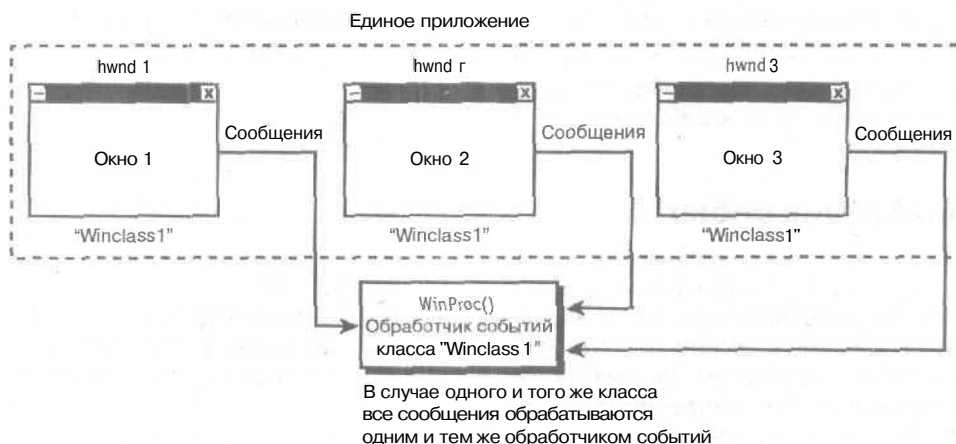 Единое приложение
hwnd 1
hwnd г
hwnd 3
Сообщения
Сообщения
Сообщения
Окно 1
Окно 2
Окно 3
"Winclass1"
"Winclass1"
"Winclass1"
WinProc()
Обработчик событий
класса "Winclass 1"
В случае одного и того же класса
все сообщения обрабатываются
одним и тем же обработчиком событий